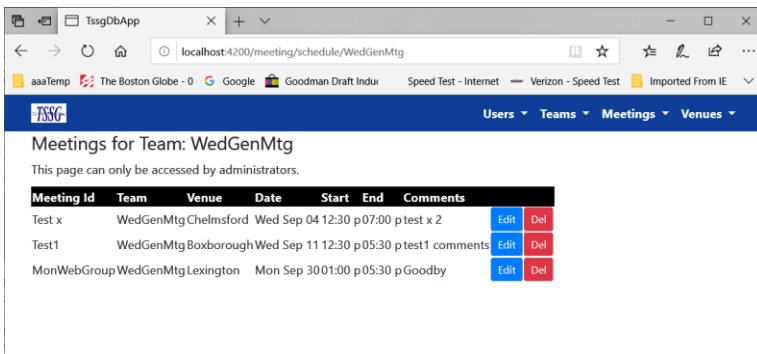 TssgDbApp
localhost:4200/meeting/schedule/WedGenMtg
aaaTemp The Boston Globe - 0 G Google Goodman Draft Induc Speed Test - Internet Verizon - Speed Test Imported From IE
TSSG Users Teams Meetings Venues
Meetings for Team: WedGenMtg
This page can only be accessed by administrators.
Meeting Id Team Venue Date Start End Comments
Test x WedGenMtg Chelmsford Wed Sep 04 12:30 p 07:00 p test x 2 Edit Del
Test1 WedGenMtg Boxborough Wed Sep 11 12:30 p 05:30 p test1 comments Edit Del
MonWebGroup WedGenMtg Lexington Mon Sep 30 01:00 p 05:30 p Goodby Edit Del